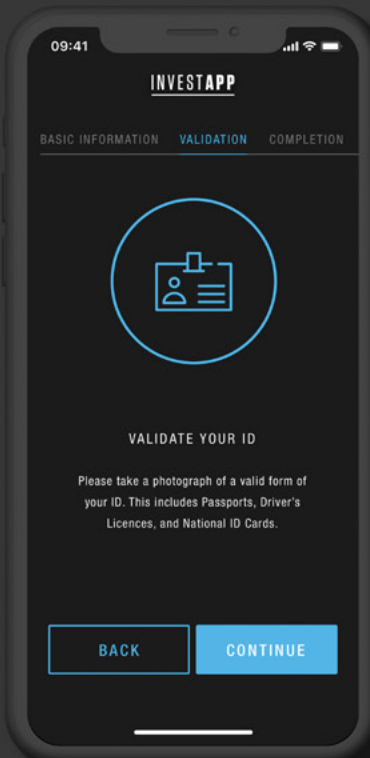 09:41
INVESTAPP
BASIC INFORMATION VALIDATION COMPLETION
VALIDATE YOUR ID
Please take a photograph of a valid form of
your ID. This includes Passports, Driver's
Licences, and National ID Cards.
BACK CONTINUE